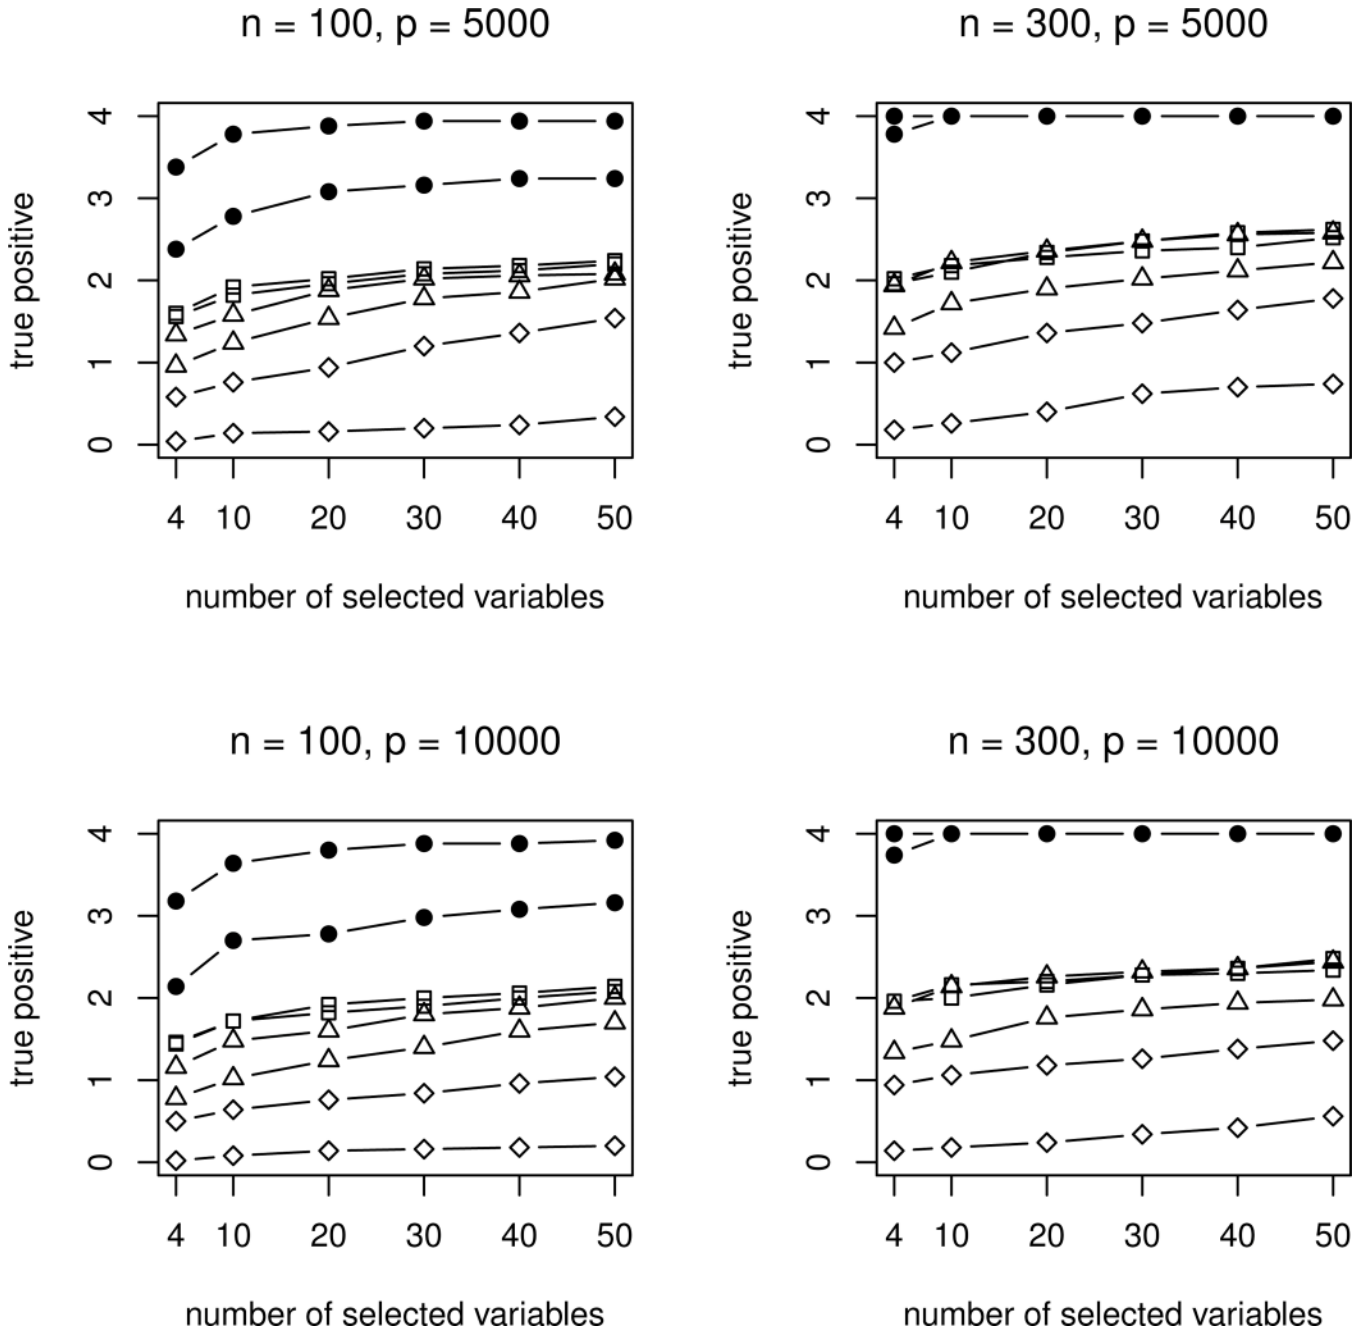 n = 100, p = 5000
true positive
4
3
2
1
0
4 10 20 30 40 50
number of selected variables
n = 300, p = 5000
true positive
4
3
2
1
0
4 10 20 30 40 50
number of selected variables
n = 100, p = 10000
true positive
4
3
2
1
0
4 10 20 30 40 50
number of selected variables
n = 300, p = 10000
true positive
4
3
2
1
0
4 10 20 30 40 50
number of selected variables